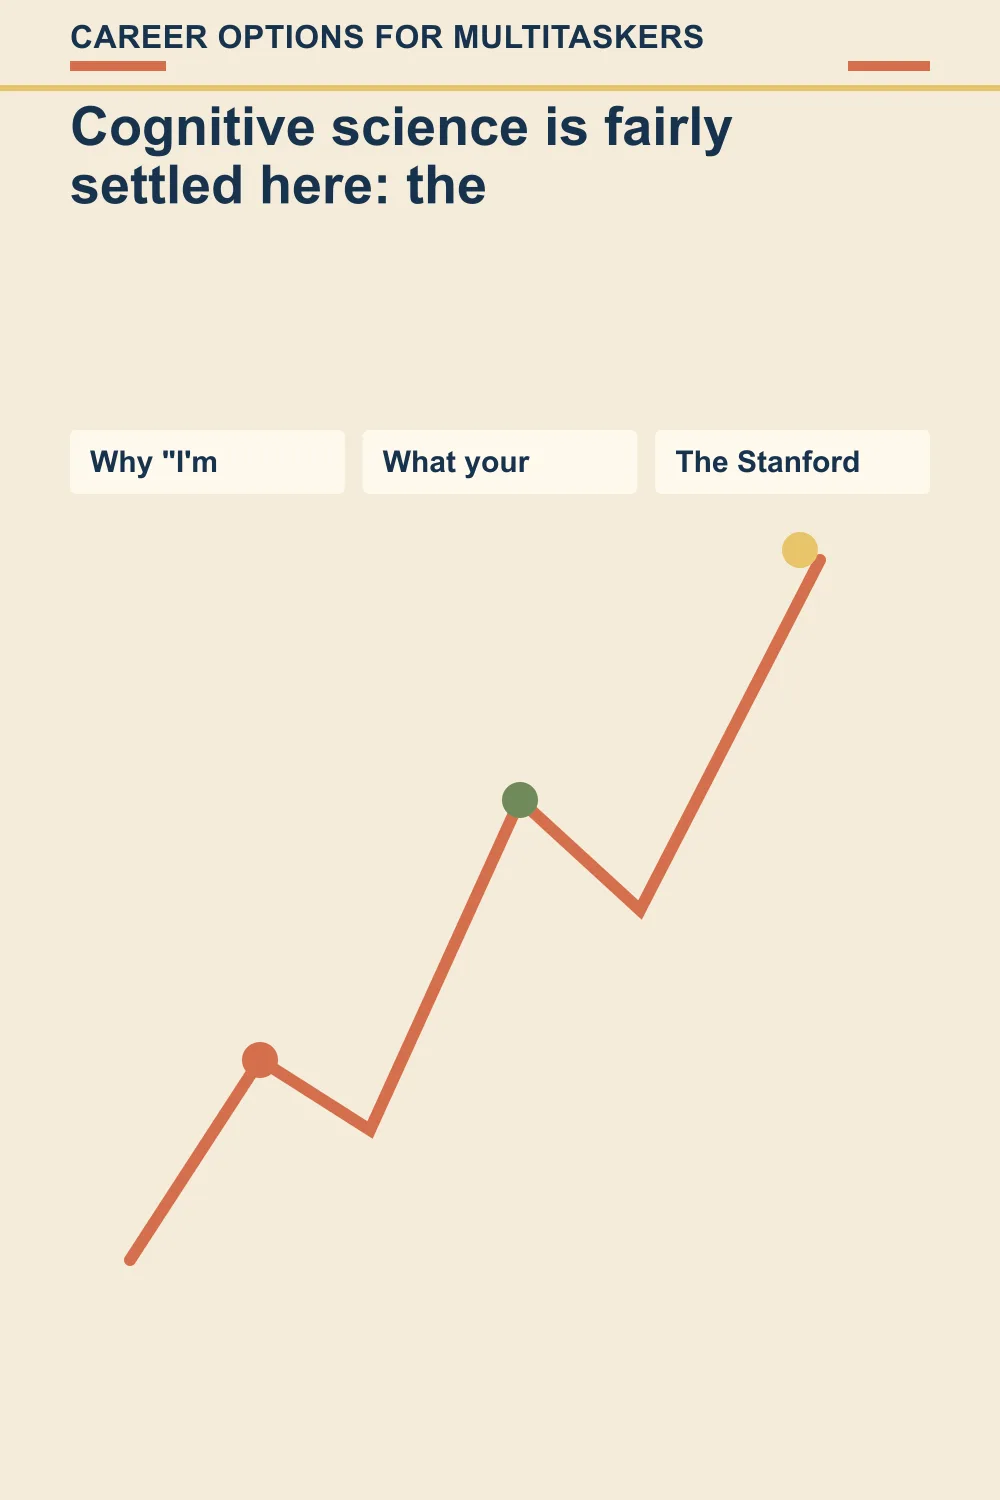 CAREER OPTIONS FOR MULTITASKERS
Cognitive science is fairly
settled here: the
Why "I'm
What your
The Stanford